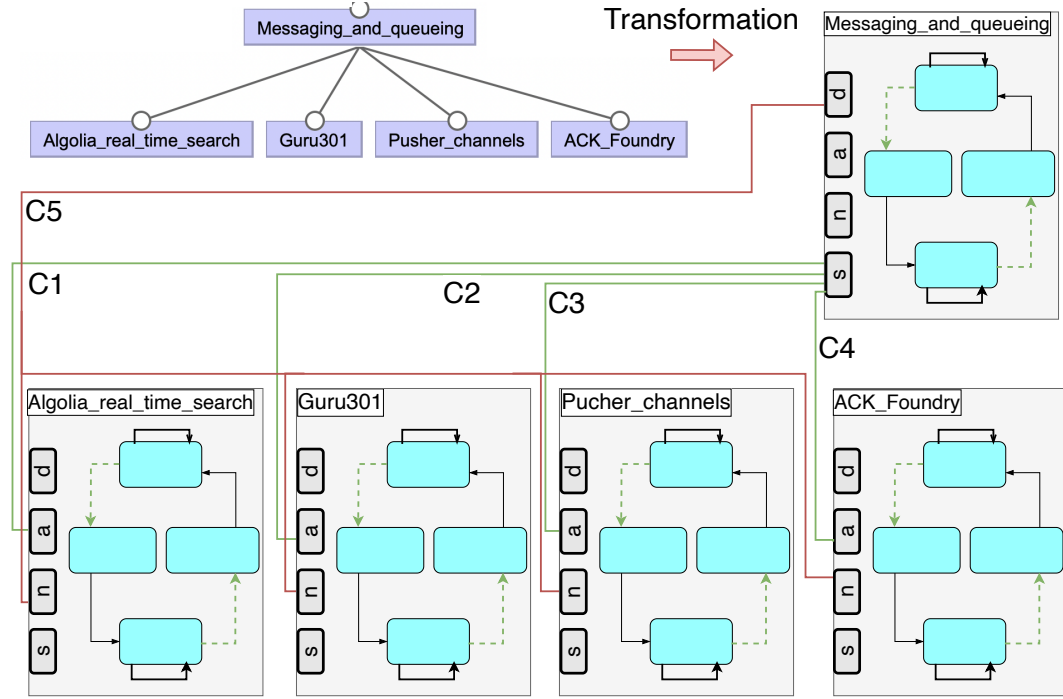 Messaging_and_queueing
Transformation
Messaging_and_queueing
Algolia_real_time_search
Guru301
Pusher_channels
ACK_Foundry
d
a
n
s
C5
C1
C2
C3
C4
Algolia_real_time_search
Guru301
Pucher_channels
ACK_Foundry
d
d
d
d
a
a
a
a
n
n
n
n
s
s
s
s